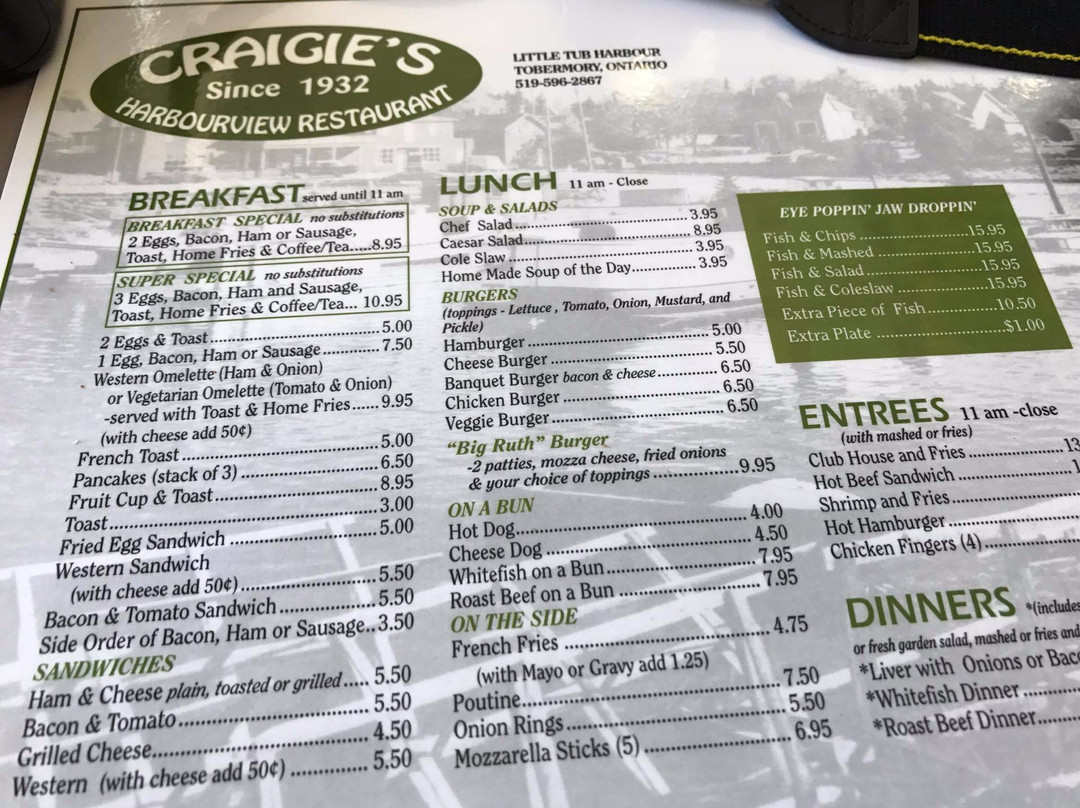 CRAIGIE'S
Since 1932
HARBOURVIEW RESTAURANT
LITTLE TUB HARBOUR
TOBERMORY, ONTARIO
519-596-2867
BREAKFAST served until 11 am
BREAKFAST SPECIAL no substitutions
2 Eggs, Bacon, Ham or Sausage,
Toast, Home Fries & Coffee/Tea.....8.95
SUPER SPECIAL no substitutions
3 Eggs, Bacon, Ham and Sausage,
Toast, Home Fries & Coffee/Tea... 10.95
2 Eggs & Toast ........ 5.00
1 Egg, Bacon, Ham or Sausage ........ 7.50
Western Omelette (Ham & Onion)
or Vegetarian Omelette (Tomato & Onion)
-served with Toast & Home Fries...... 9.95
(with cheese add 50¢)
French Toast ........ 5.00
Pancakes (stack of 3) ........ 6.50
Fruit Cup & Toast ........ 8.95
Toast ........ 3.00
Fried Egg Sandwich ........ 5.00
Western Sandwich
(with cheese add 50¢) ........ 5.50
Bacon & Tomato Sandwich ........ 5.50
Side Order of Bacon, Ham or Sausage..3.50
SANDWICHES
Ham & Cheese plain, toasted or grilled..... 5.50
Bacon & Tomato ........ 5.50
Grilled Cheese ........ 4.50
Western (with cheese add 50¢) ........ 5.50
LUNCH 11 am - Close
SOUP & SALADS
Chef Salad ........ 3.95
Caesar Salad ........ 8.95
Cole Slaw ........ 3.95
Home Made Soup of the Day ........ 3.95
BURGERS
(toppings - Lettuce , Tomato, Onion, Mustard, and
Pickle)
Hamburger ........ 5.00
Cheese Burger ........ 5.50
Banquet Burger bacon & cheese ........ 6.50
Chicken Burger ........ 6.50
Veggie Burger ........ 6.50
"Big Ruth" Burger
-2 patties, mozza cheese, fried onions
& your choice of toppings ........ 9.95
ON A BUN
Hot Dog ........ 4.00
Cheese Dog ........ 4.50
Whitefish on a Bun ........ 7.95
Roast Beef on a Bun ........ 7.95
ON THE SIDE
French Fries ........ 4.75
(with Mayo or Gravy add 1.25)
Poutine ........ 7.50
Onion Rings ........ 5.50
Mozzarella Sticks (5) ........ 6.95
EYE POPPIN' JAW DROPPIN'
Fish & Chips ........ 15.95
Fish & Mashed ........ 15.95
Fish & Salad ........ 15.95
Fish & Coleslaw ........ 15.95
Extra Piece of Fish ........ 10.50
Extra Plate ........ $1.00
ENTREES 11 am -close
(with mashed or fries)
Club House and Fries ........ 13
Hot Beef Sandwich ........ 1
Shrimp and Fries ........
Hot Hamburger ........
Chicken Fingers (4) ........
DINNERS *(includes
or fresh garden salad, mashed or fries and
*Liver with Onions or Bac
*Whitefish Dinner ........
*Roast Beef Dinner ........